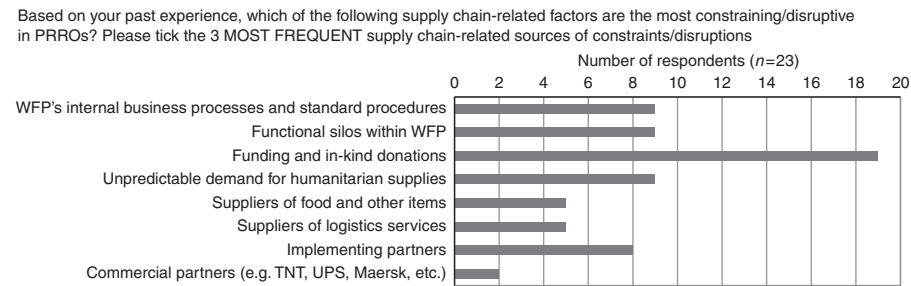 Based on your past experience, which of the following supply chain-related factors are the most constraining/disruptive
in PRROs? Please tick the 3 MOST FREQUENT supply chain-related sources of constraints/disruptions
Number of respondents (n=23)
0 2 4 6 8 10 12 14 16 18 20
WFP's internal business processes and standard procedures
Functional silos within WFP
Funding and in-kind donations
Unpredictable demand for humanitarian supplies
Suppliers of food and other items
Suppliers of logistics services
Implementing partners
Commercial partners (e.g. TNT, UPS, Maersk, etc.)